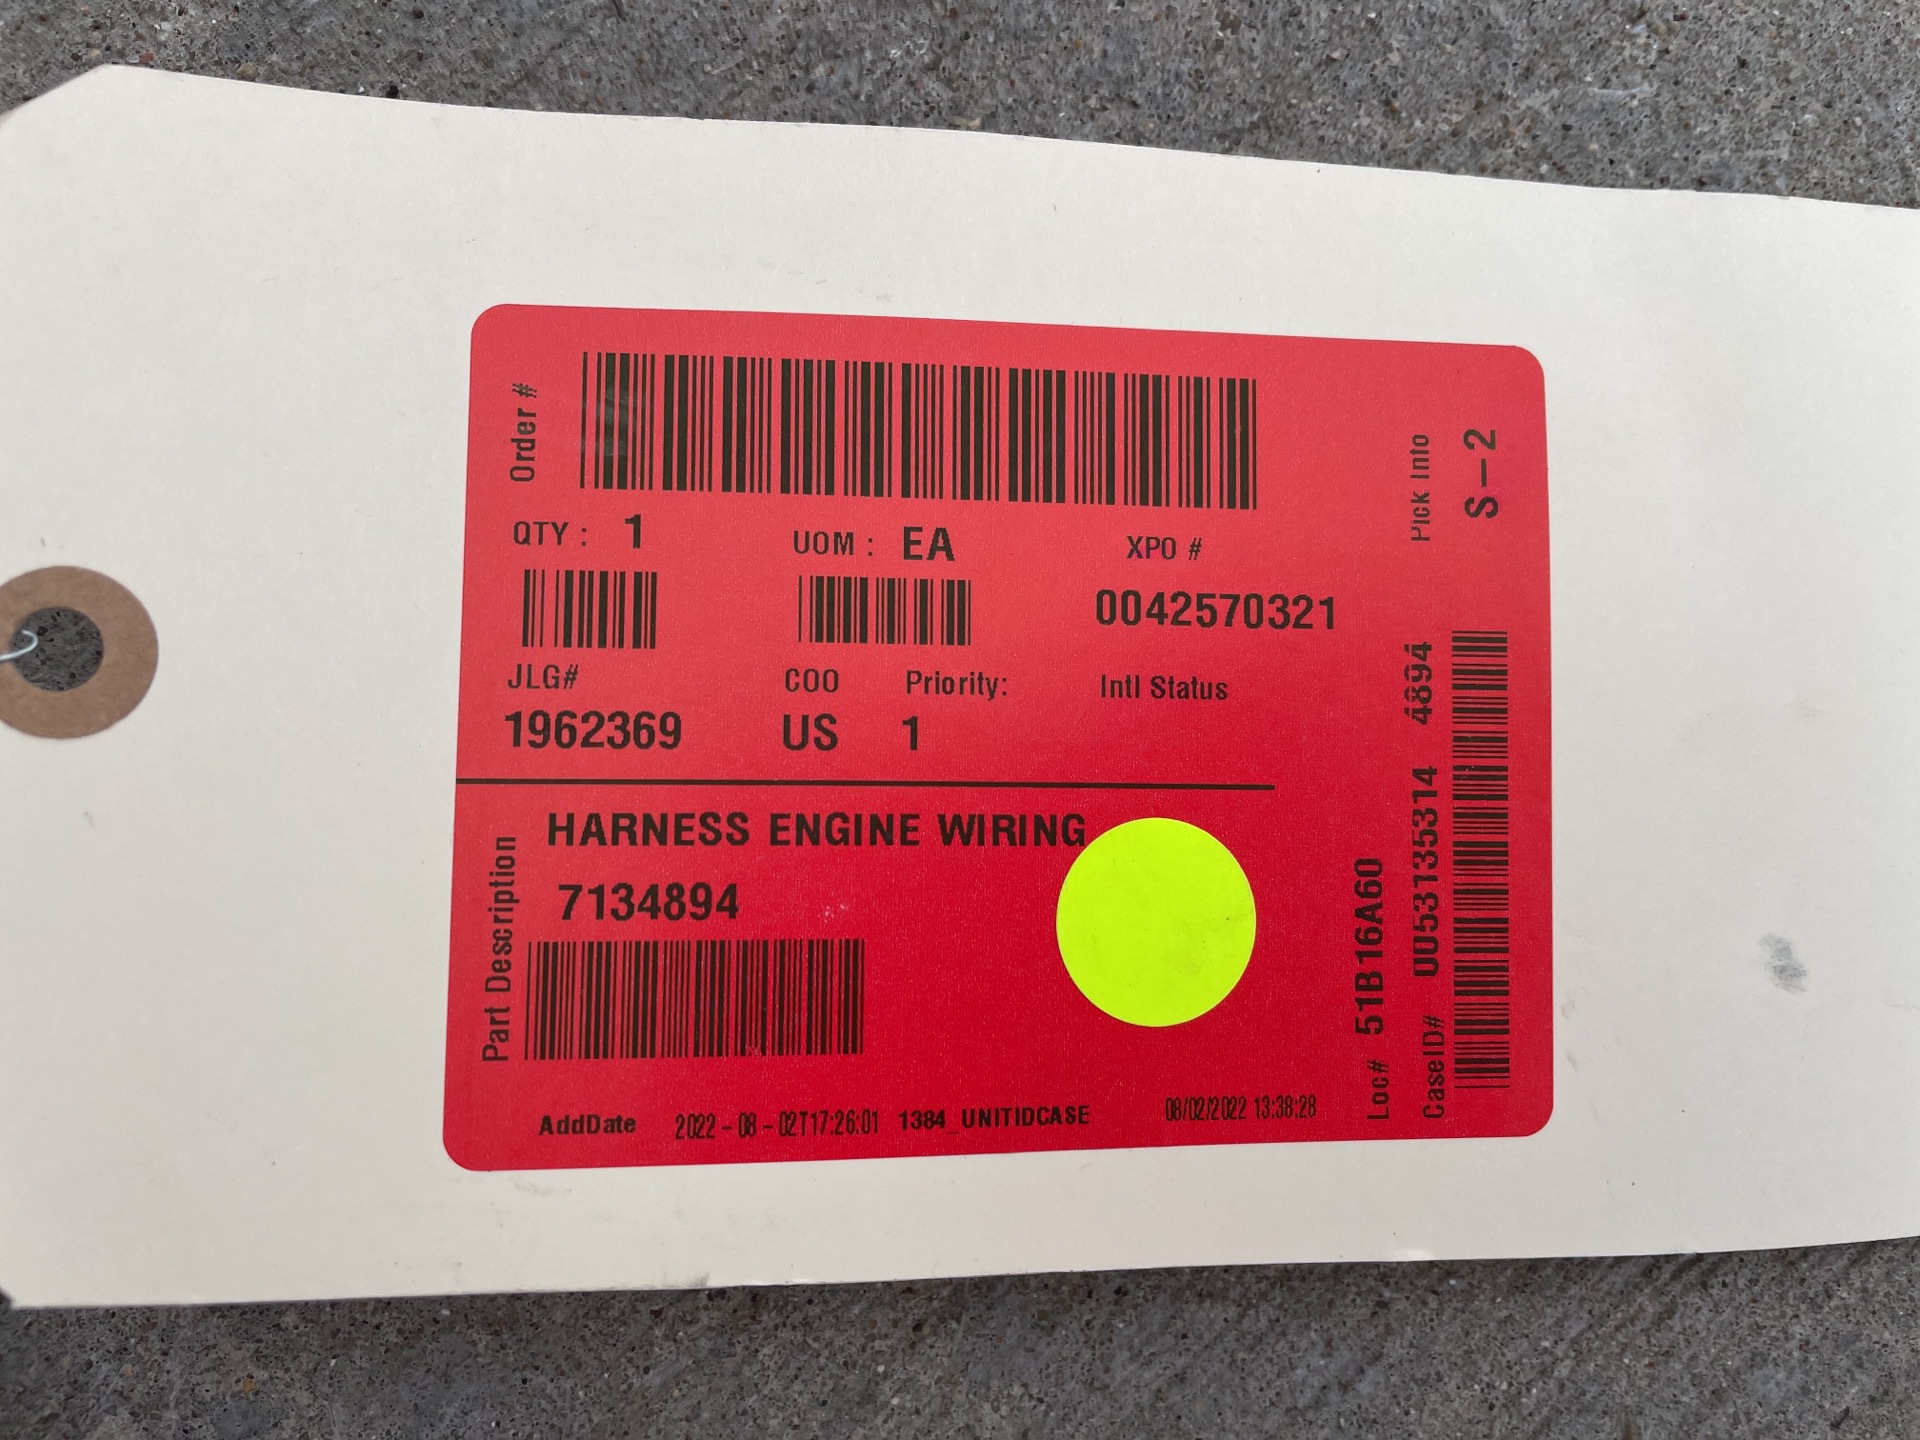 Order #
QTY : 1
UOM : EA
XPO #
0042570321
JLG#
1962369
COO
US
Priority:
1
Intl Status
Part Description
HARNESS ENGINE WIRING
7134894
AddDate 2022-08-02T17:26:01 1384_UNITIDCASE 08/02/2022 13:38:28
Pick Into
S-2
Loc# 51B16A60
CaseID# 0053135314 4894